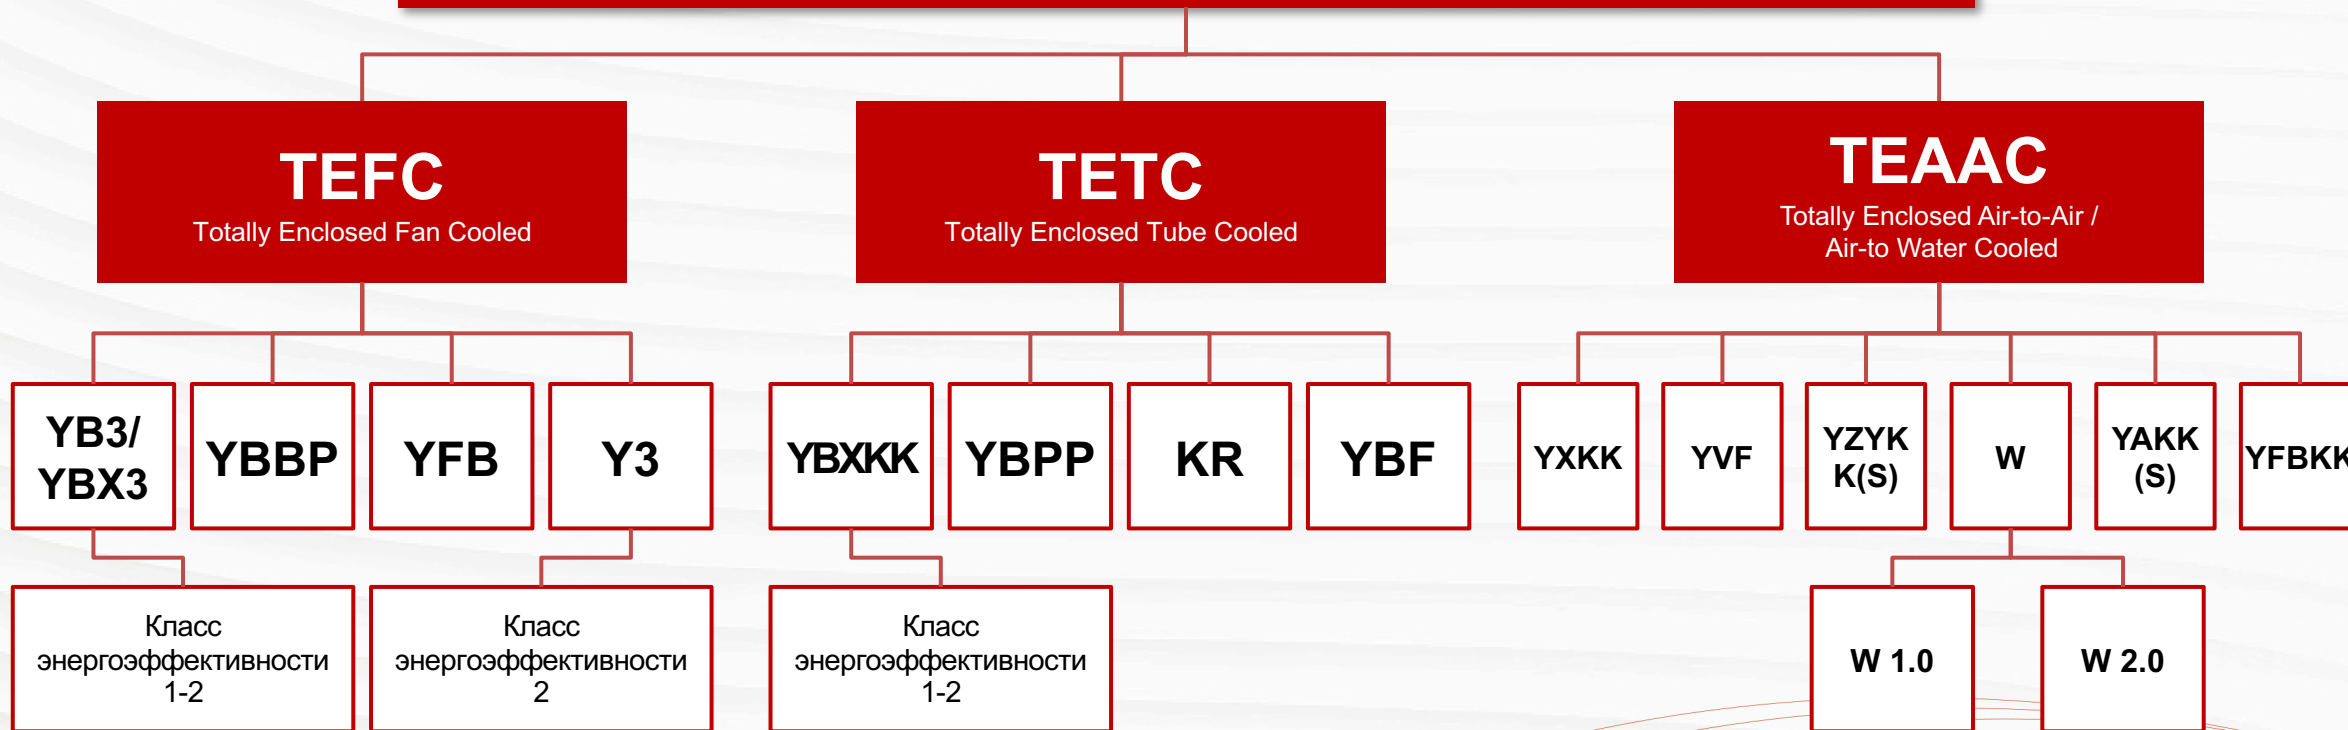 TEFC
Totally Enclosed Fan Cooled
TETC
Totally Enclosed Tube Cooled
TEAAC
Totally Enclosed Air-to-Air /
Air-to Water Cooled
YB3/
YBX3
YBBP
YFB
Y3
YBXKK
YBPP
KR
YBF
YXKK
YVF
YZYK
K(S)
W
YAKK
(S)
YFBKK
Класс
энергоэффективности
1-2
Класс
энергоэффективности
2
Класс
энергоэффективности
1-2
W 1.0
W 2.0